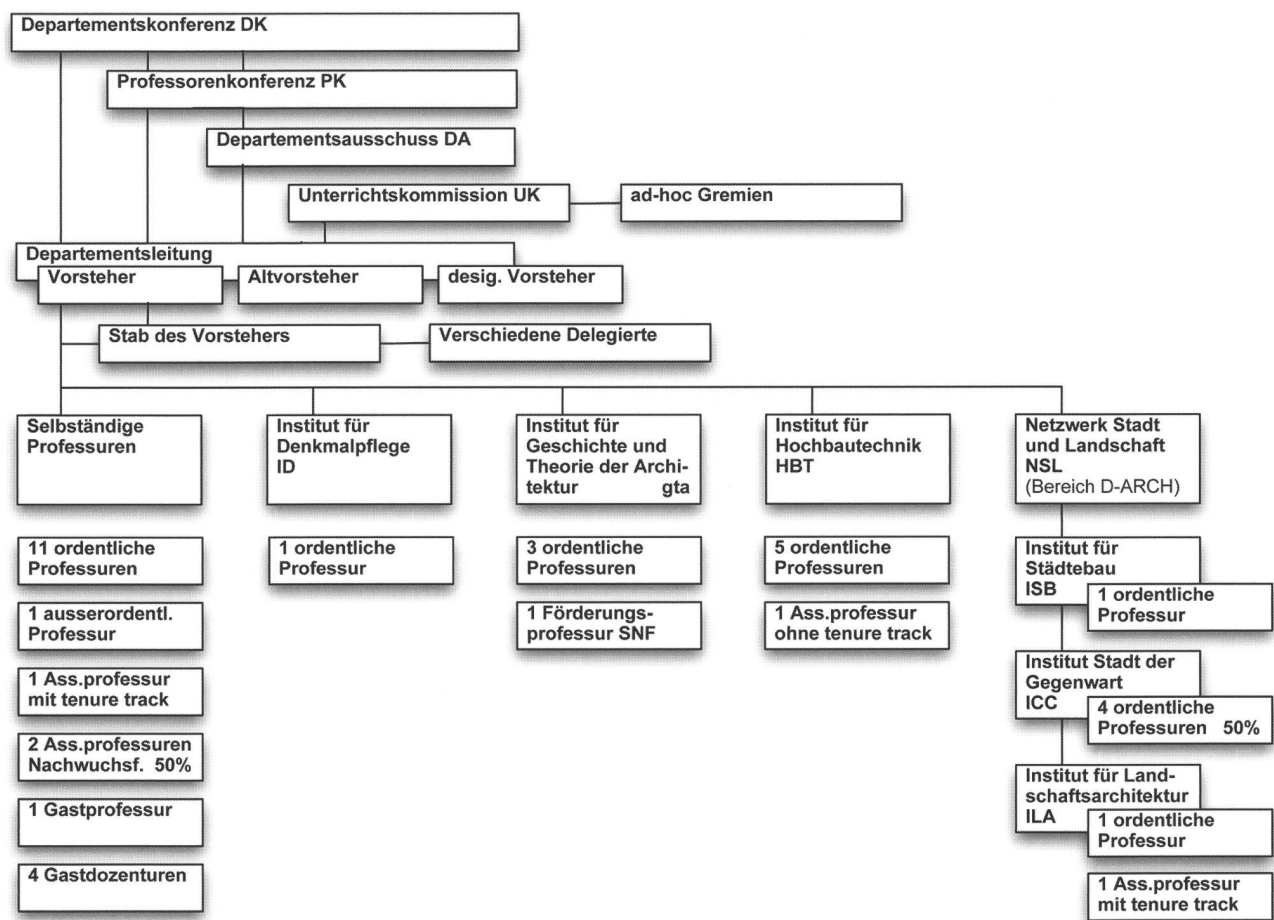 Departementskonferenz DK
Professorenkonferenz PK
Departementsausschuss DA
Unterrichtskommission UK
ad-hoc Gremien
Departementsleitung
Vorsteher
Altvorsteher
desig. Vorsteher
Stab des Vorstehers
Verschiedene Delegierte
Selbständige
Professuren
Institut für
Denkmalpflege
ID
Institut für
Geschichte und
Theorie der Archi-
tektur gta
Institut für
Hochbautechnik
HBT
Netzwerk Stadt
und Landschaft
NSL
(Bereich D-ARCH)
11 ordentliche
Professuren
1 ausserordentl.
Professur
1 Ass.professur
mit tenure track
2 Ass.professuren
Nachwuchsf. 50%
1 Gastprofessur
4 Gastdozenturen
1 ordentliche
Professur
3 ordentliche
Professuren
1 Förderungs-
professur SNF
5 ordentliche
Professuren
1 Ass.professur
ohne tenure track
Institut für
Städtebau
ISB
1 ordentliche
Professur
Institut Stadt der
Gegenwart
ICC
4 ordentliche
Professuren 50%
Institut für Land-
schaftsarchitektur
ILA
1 ordentliche
Professur
1 Ass.professur
mit tenure track